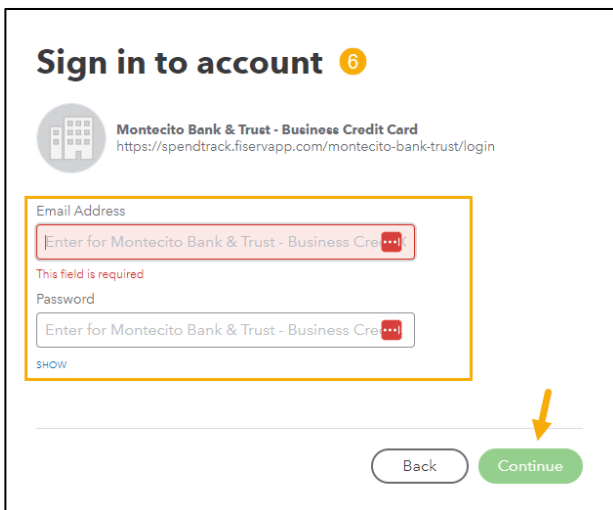 Sign in to account 6
Montecito Bank & Trust - Business Credit Card
https://spendtrack.fiservapp.com/montecito-bank-trust/login
Email Address
Enter for Montecito Bank & Trust - Business
This field is required
Password
Enter for Montecito Bank & Trust - Business
SHOW
Back
Continue